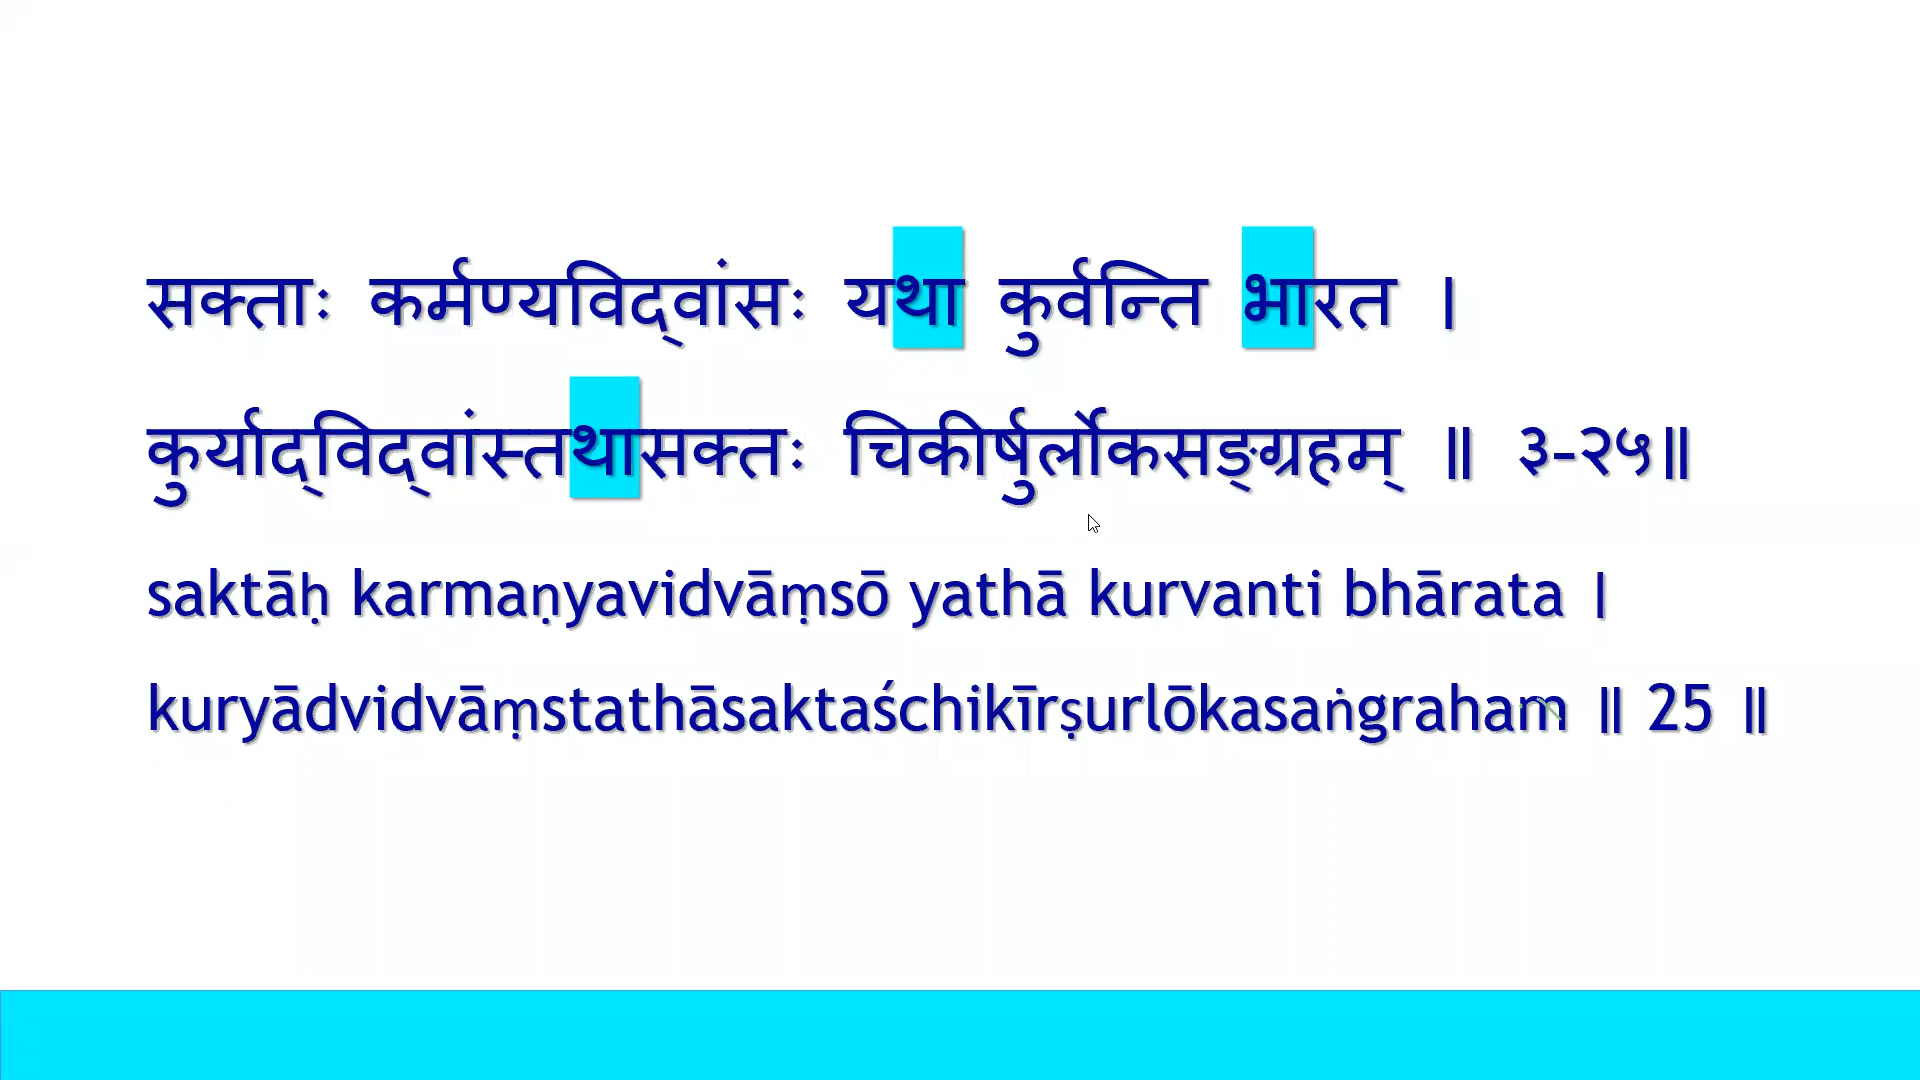 सक्ताः कर्मण्यविद्‌वांसः यथा कुर्वन्ति भारत ।
कुर्याद्‌विद्‌वांस्तथासक्तः चिकीर्षुर्लोकसङ्ग्रहम् ॥ ३-२५॥
saktāḥ karmaṇyavidvāṃsō yathā kurvanti bhārata ।
kuryādvidvāṃstathāsaktaśchikīrṣurlōkasaṅgraham ॥ 25 ॥